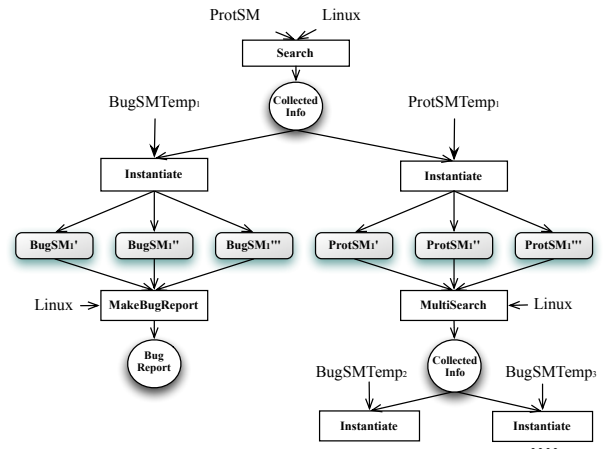 ProtSM
Linux
Search
Collected
Info
BugSMTemp₁
ProtSMTemp₁
Instantiate
Instantiate
BugSM₁'
BugSM₁''
BugSM₁'''
ProtSM₁'
ProtSM₁''
ProtSM₁'''
Linux
MakeBugReport
MultiSearch
Linux
Bug
Report
Collected
Info
BugSMTemp₂
BugSMTemp₃
Instantiate
Instantiate